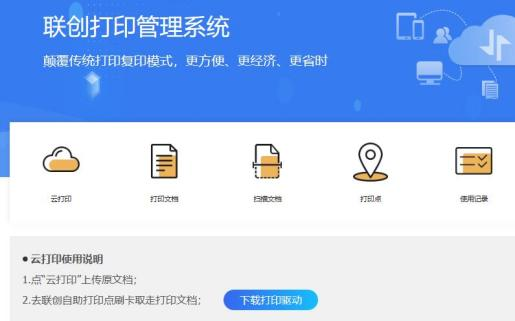 联创打印管理系统
颠覆传统打印复印模式，更方便、更经济、更省时
云打印
打印文档
扫描文档
打印点
使用记录
●云打印使用说明
1.点“云打印”上传原文档；
2.去联创自助打印点刷卡取走打印文档；
下载打印驱动